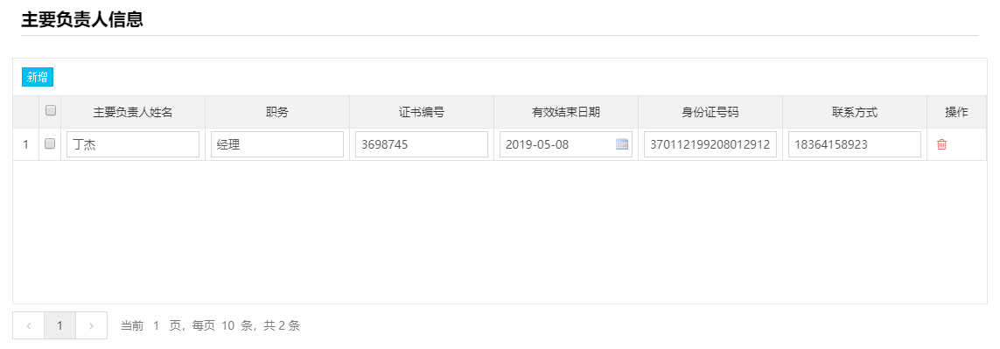 主要负责人信息
新增
主要负责人姓名 职务 证书编号 有效结束日期 身份证号码 联系方式 操作
1 丁杰 经理 3698745 2019-05-08 370112199208012912 18364158923
< 1 > 当前 1 页，每页 10 条，共 2 条